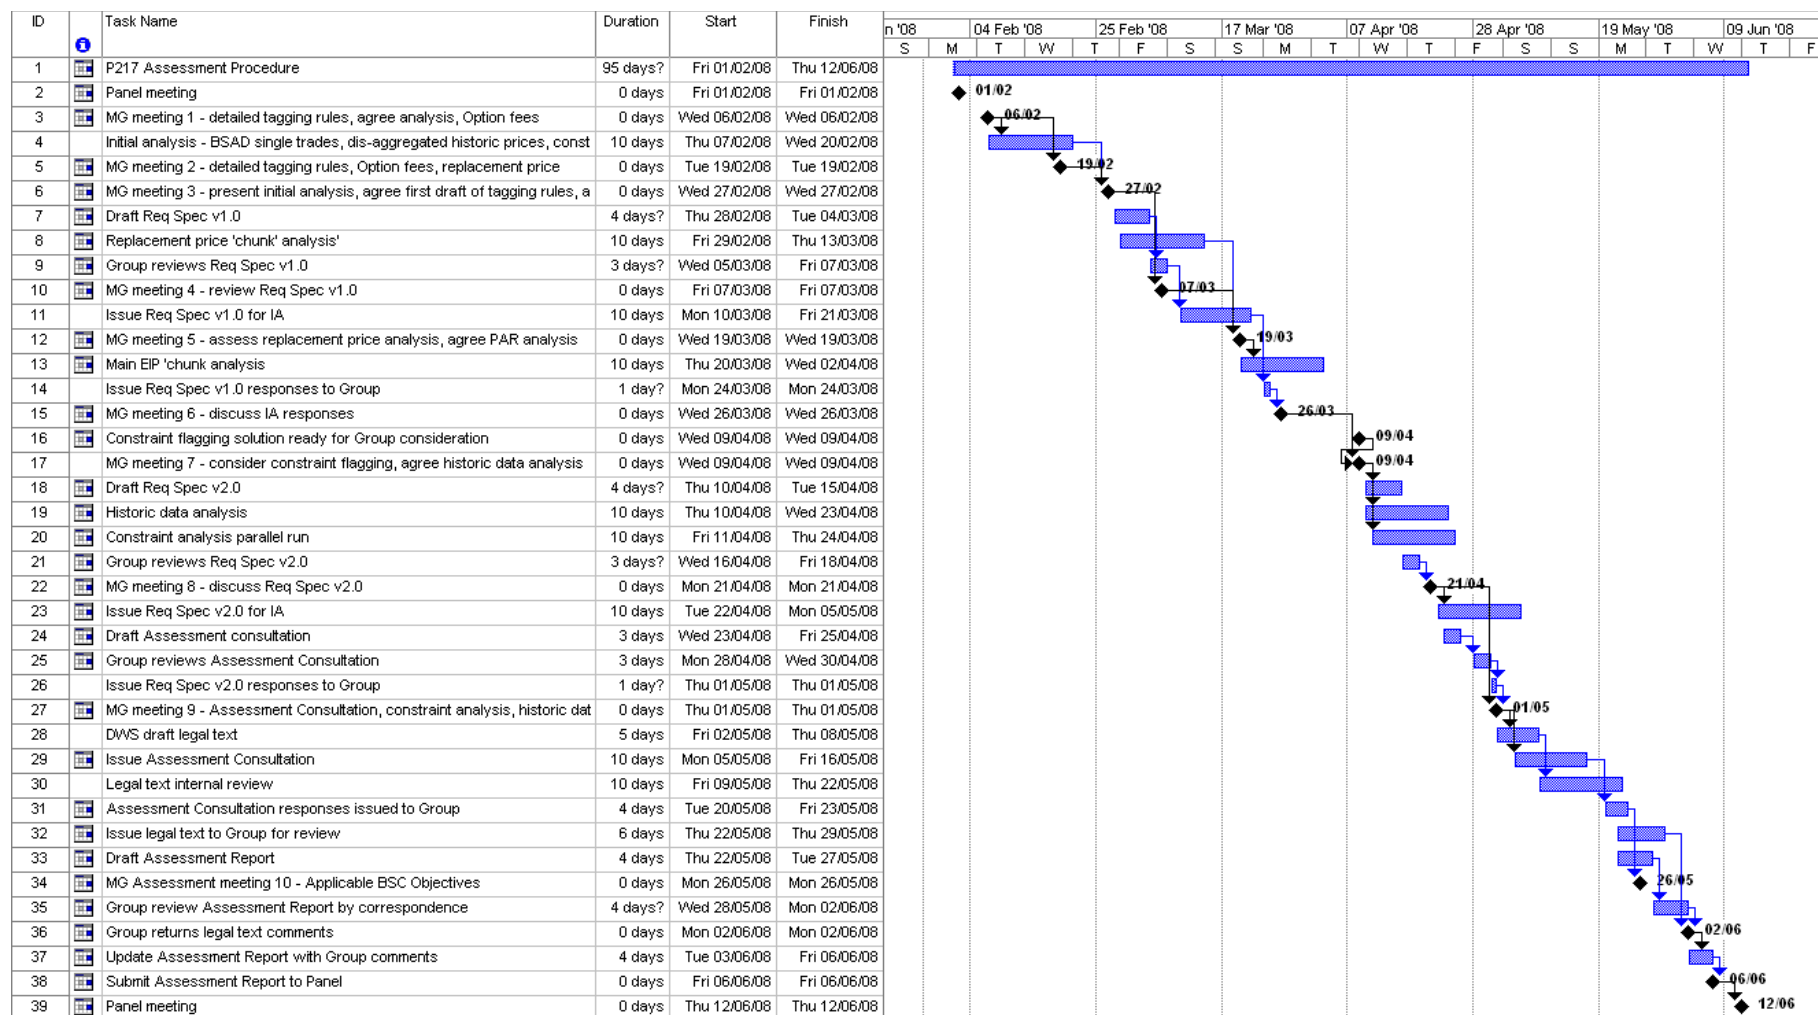 ID Task Name Duration Start Finish
n '08 04 Feb '08 25 Feb '08 17 Mar '08 07 Apr '08 28 Apr '08 19 May '08 09 Jun '08
S M T W T F S S M T W T F S S M T W T F
1 P217 Assessment Procedure 95 days? Fri 01/02/08 Thu 12/06/08
2 Panel meeting 0 days Fri 01/02/08 Fri 01/02/08 01/02
3 MG meeting 1 - detailed tagging rules, agree analysis, Option fees 0 days Wed 06/02/08 Wed 06/02/08 06/02
4 Initial analysis - BSAD single trades, dis-aggregated historic prices, const 10 days Thu 07/02/08 Wed 20/02/08
5 MG meeting 2 - detailed tagging rules, Option fees, replacement price 0 days Tue 19/02/08 Tue 19/02/08 19/02
6 MG meeting 3 - present initial analysis, agree first draft of tagging rules, a 0 days Wed 27/02/08 Wed 27/02/08 27/02
7 Draft Req Spec v1.0 4 days? Thu 28/02/08 Tue 04/03/08
8 Replacement price 'chunk' analysis' 10 days Fri 29/02/08 Thu 13/03/08
9 Group reviews Req Spec v1.0 3 days? Wed 05/03/08 Fri 07/03/08
10 MG meeting 4 - review Req Spec v1.0 0 days Fri 07/03/08 Fri 07/03/08 07/03
11 Issue Req Spec v1.0 for IA 10 days Mon 10/03/08 Fri 21/03/08
12 MG meeting 5 - assess replacement price analysis, agree PAR analysis 0 days Wed 19/03/08 Wed 19/03/08 19/03
13 Main EIP 'chunk analysis 10 days Thu 20/03/08 Wed 02/04/08
14 Issue Req Spec v1.0 responses to Group 1 day? Mon 24/03/08 Mon 24/03/08
15 MG meeting 6 - discuss IA responses 0 days Wed 26/03/08 Wed 26/03/08 26/03
16 Constraint flagging solution ready for Group consideration 0 days Wed 09/04/08 Wed 09/04/08 09/04
17 MG meeting 7 - consider constraint flagging, agree historic data analysis 0 days Wed 09/04/08 Wed 09/04/08 09/04
18 Draft Req Spec v2.0 4 days? Thu 10/04/08 Tue 15/04/08
19 Historic data analysis 10 days Thu 10/04/08 Wed 23/04/08
20 Constraint analysis parallel run 10 days Fri 11/04/08 Thu 24/04/08
21 Group reviews Req Spec v2.0 3 days? Wed 16/04/08 Fri 18/04/08
22 MG meeting 8 - discuss Req Spec v2.0 0 days Mon 21/04/08 Mon 21/04/08 21/04
23 Issue Req Spec v2.0 for IA 10 days Tue 22/04/08 Mon 05/05/08
24 Draft Assessment consultation 3 days Wed 23/04/08 Fri 25/04/08
25 Group reviews Assessment Consultation 3 days Mon 28/04/08 Wed 30/04/08
26 Issue Req Spec v2.0 responses to Group 1 day? Thu 01/05/08 Thu 01/05/08
27 MG meeting 9 - Assessment Consultation, constraint analysis, historic dat 0 days Thu 01/05/08 Thu 01/05/08 01/05
28 DWS draft legal text 5 days Fri 02/05/08 Thu 08/05/08
29 Issue Assessment Consultation 10 days Mon 05/05/08 Fri 16/05/08
30 Legal text internal review 10 days Fri 09/05/08 Thu 22/05/08
31 Assessment Consultation responses issued to Group 4 days Tue 20/05/08 Fri 23/05/08
32 Issue legal text to Group for review 6 days Thu 22/05/08 Thu 29/05/08
33 Draft Assessment Report 4 days Thu 22/05/08 Tue 27/05/08
34 MG Assessment meeting 10 - Applicable BSC Objectives 0 days Mon 26/05/08 Mon 26/05/08 26/05
35 Group review Assessment Report by correspondence 4 days? Wed 28/05/08 Mon 02/06/08
36 Group returns legal text comments 0 days Mon 02/06/08 Mon 02/06/08 02/06
37 Update Assessment Report with Group comments 4 days Tue 03/06/08 Fri 06/06/08
38 Submit Assessment Report to Panel 0 days Fri 06/06/08 Fri 06/06/08 06/06
39 Panel meeting 0 days Thu 12/06/08 Thu 12/06/08 12/06